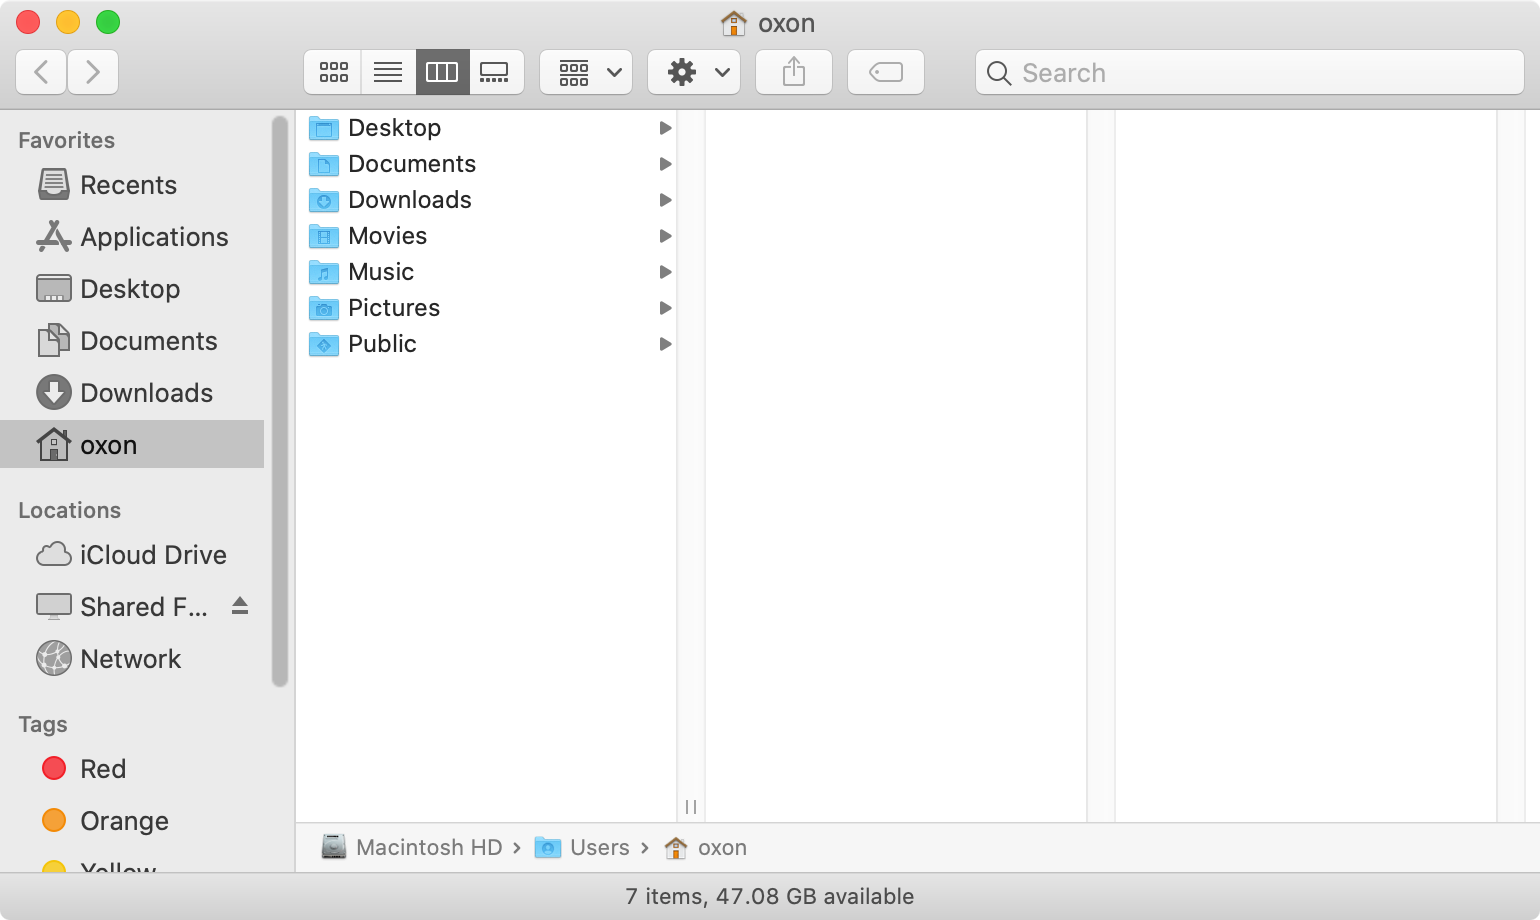 oxon
Search
Favorites
Recents
Applications
Desktop
Documents
Downloads
oxon
Locations
iCloud Drive
Shared F...
Network
Tags
Red
Orange
Yellow
Desktop
Documents
Downloads
Movies
Music
Pictures
Public
Macintosh HD › Users › oxon
7 items, 47.08 GB available